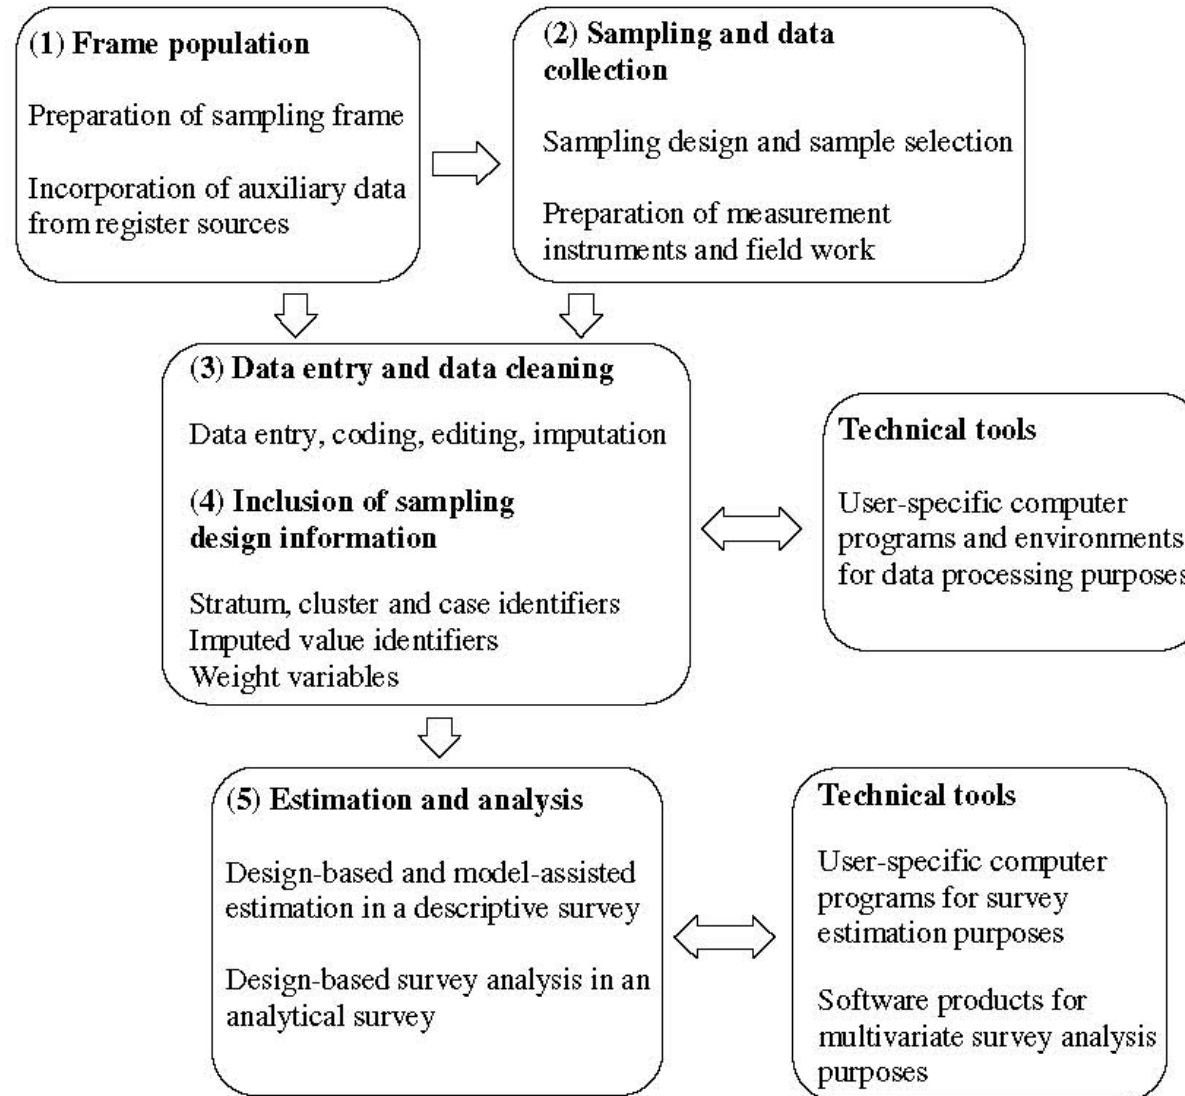 (1) Frame population
Preparation of sampling frame
Incorporation of auxiliary data
from register sources
(2) Sampling and data
collection
Sampling design and sample selection
Preparation of measurement
instruments and field work
(3) Data entry and data cleaning
Data entry, coding, editing, imputation
(4) Inclusion of sampling
design information
Stratum, cluster and case identifiers
Imputed value identifiers
Weight variables
Technical tools
User-specific computer
programs and environments
for data processing purposes
(5) Estimation and analysis
Design-based and model-assisted
estimation in a descriptive survey
Design-based survey analysis in an
analytical survey
Technical tools
User-specific computer
programs for survey
estimation purposes
Software products for
multivariate survey analysis
purposes